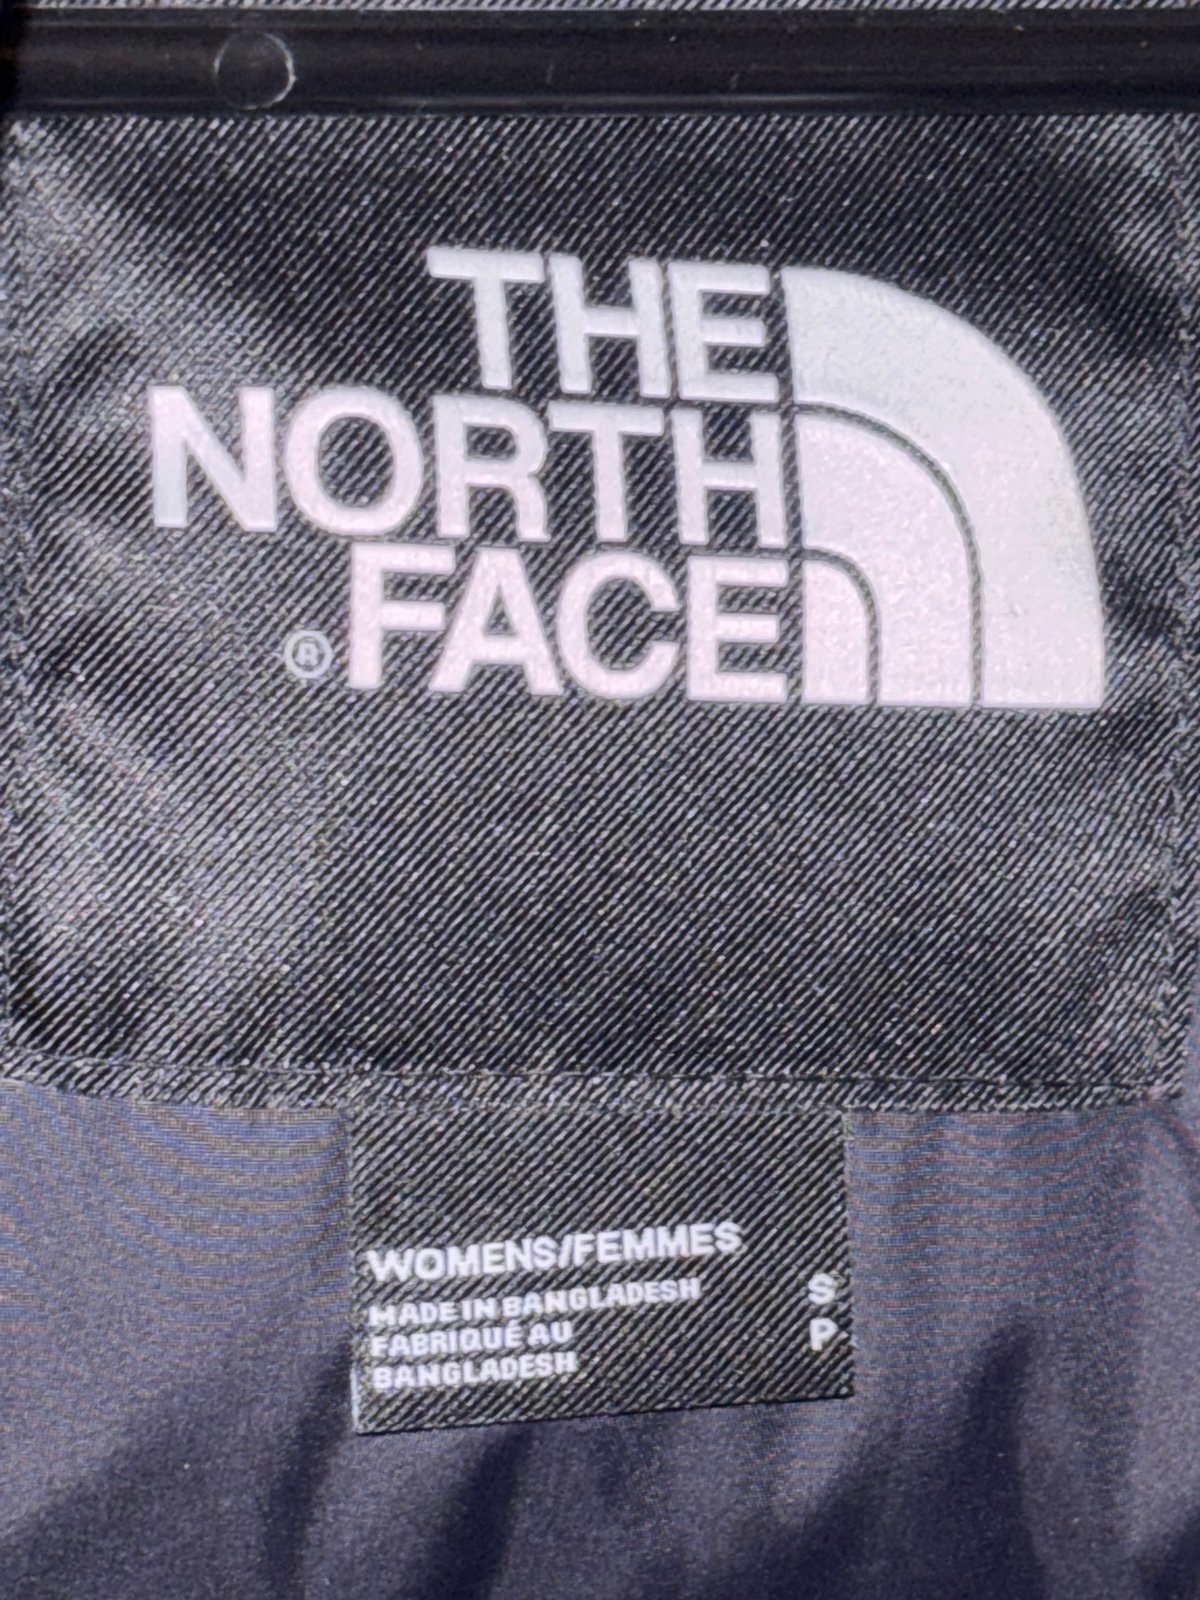 THE
NORTH
® FACE
WOMENS/FEMMES
MADE IN BANGLADESH S
FABRIQUÉ AU P
BANGLADESH